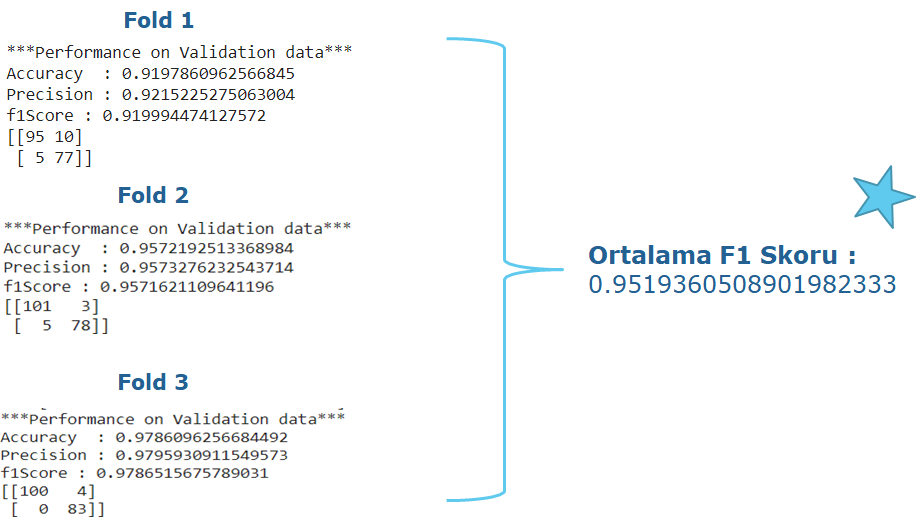 Fold 1
***Performance on Validation data***
Accuracy  : 0.9197860962566845
Precision : 0.9215225275063004
f1Score : 0.919994474127572
[[95 10]
 [ 5 77]]
Fold 2
***Performance on Validation data***
Accuracy  : 0.9572192513368984
Precision : 0.9573276232543714
f1Score : 0.9571621109641196
[[101   3]
 [  5  78]]
Fold 3
***Performance on Validation data***
Accuracy  : 0.9786096256684492
Precision : 0.9795930911549573
f1Score : 0.9786515675789031
[[100   4]
 [  0  83]]
Ortalama F1 Skoru :
0.9519360508901982333